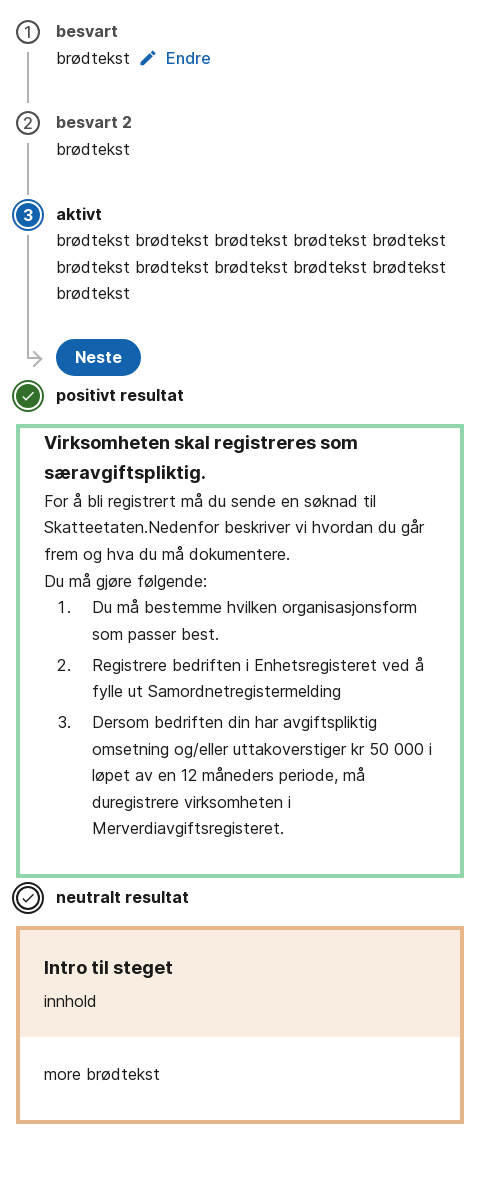 1 besvart
brødtekst Endre
2 besvart 2
brødtekst
3 aktivt
brødtekst brødtekst brødtekst brødtekst brødtekst
brødtekst brødtekst brødtekst brødtekst brødtekst
brødtekst
Neste
positivt resultat
Virksomheten skal registreres som
særavgiftspliktig.
For å bli registrert må du sende en søknad til
Skatteetaten.Nedenfor beskriver vi hvordan du går
frem og hva du må dokumentere.
Du må gjøre følgende:
1. Du må bestemme hvilken organisasjonsform
som passer best.
2. Registrere bedriften i Enhetsregisteret ved å
fylle ut Samordnetregistermelding
3. Dersom bedriften din har avgiftspliktig
omsetning og/eller uttakoverstiger kr 50 000 i
løpet av en 12 måneders periode, må
duregistrere virksomheten i
Merverdiavgiftsregisteret.
neutralt resultat
Intro til steget
innhold
more brødtekst